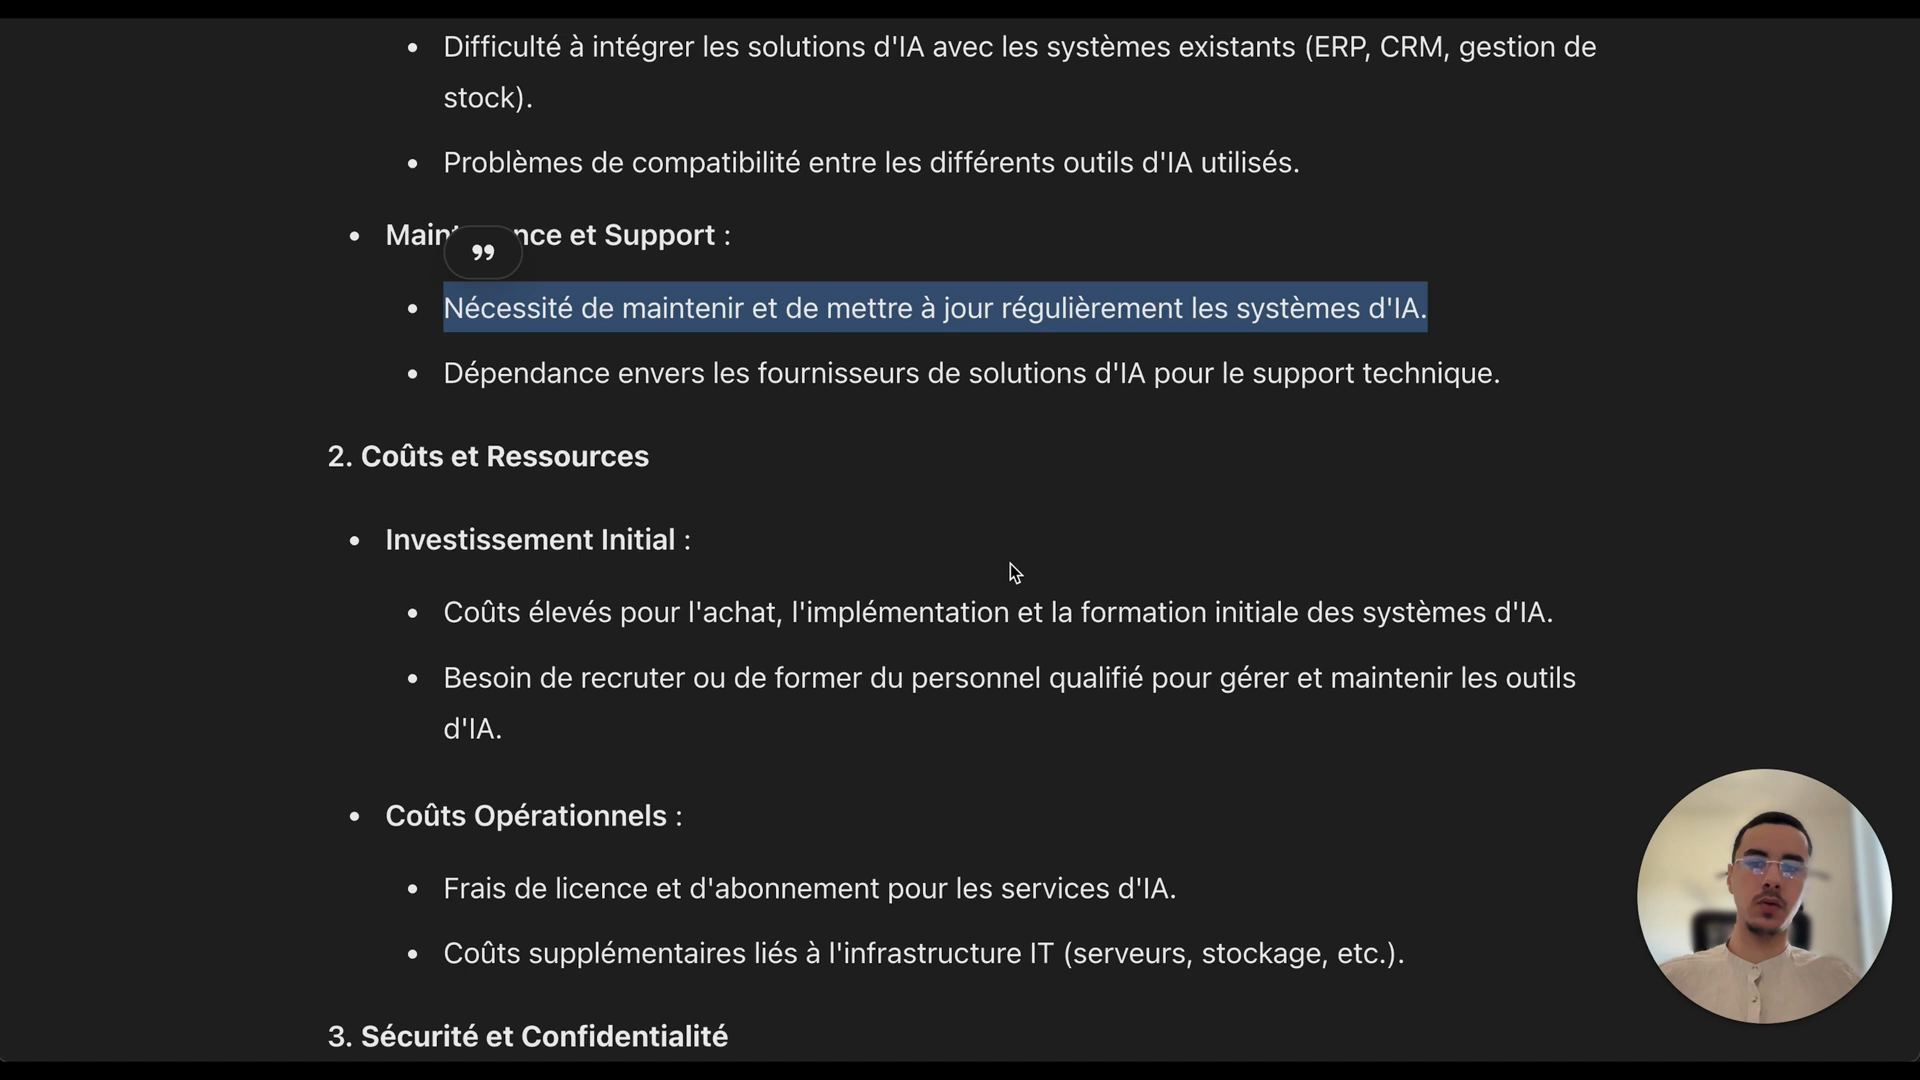 Difficulté à intégrer les solutions d'IA avec les systèmes existants (ERP, CRM, gestion de
stock).
Problèmes de compatibilité entre les différents outils d'IA utilisés.
Maint nce et Support :
Nécessité de maintenir et de mettre à jour régulièrement les systèmes d'IA.
Dépendance envers les fournisseurs de solutions d'IA pour le support technique.
2. Coûts et Ressources
Investissement Initial :
Coûts élevés pour l'achat, l'implémentation et la formation initiale des systèmes d'IA.
Besoin de recruter ou de former du personnel qualifié pour gérer et maintenir les outils
d'IA.
Coûts Opérationnels :
Frais de licence et d'abonnement pour les services d'IA.
Coûts supplémentaires liés à l'infrastructure IT (serveurs, stockage, etc.).
3. Sécurité et Confidentialité